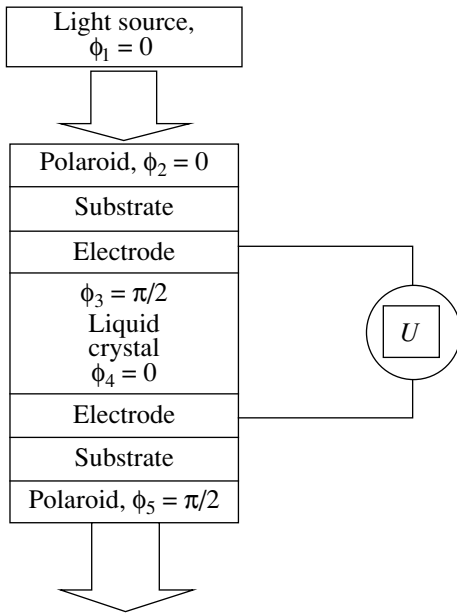 Light source,
ϕ₁ = 0
Polaroid, ϕ₂ = 0
Substrate
Electrode
ϕ₃ = π/2
Liquid
crystal
ϕ₄ = 0
U
Electrode
Substrate
Polaroid, ϕ₅ = π/2